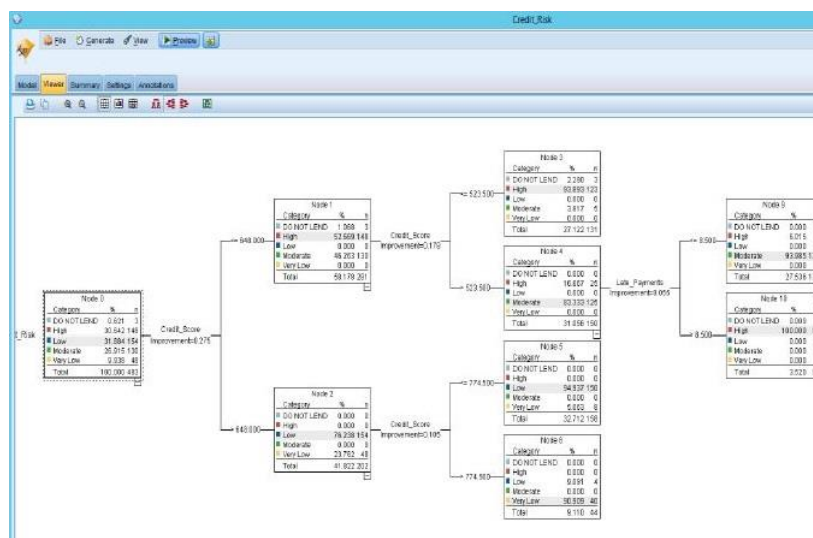 Credit_Risk
File Generate View Preview
Model Viewer Summary Settings Annotations
Node 0
Category % n
DO NOT LEND 0.621 3
High 30.642 148
Low 31.884 154
Moderate 26.915 130
Very Low 9.938 48
Total 100.000 483
Credit_Score
Improvement=0.275
<= 648.000
> 648.000
Node 1
Category % n
DO NOT LEND 1.068 3
High 52.669 148
Low 0.000 0
Moderate 46.263 130
Very Low 0.000 0
Total 58.178 281
Credit_Score
Improvement=0.178
<= 523.500
> 523.500
Node 2
Category % n
DO NOT LEND 0.000 0
High 0.000 0
Low 76.238 154
Moderate 0.000 0
Very Low 23.762 48
Total 41.822 202
Credit_Score
Improvement=0.105
<= 774.500
> 774.500
Node 3
Category % n
DO NOT LEND 2.290 3
High 93.893 123
Low 0.000 0
Moderate 3.817 5
Very Low 0.000 0
Total 27.122 131
Node 4
Category % n
DO NOT LEND 0.000 0
High 16.667 25
Low 0.000 0
Moderate 83.333 125
Very Low 0.000 0
Total 31.056 150
Late_Payments
<= 8.500
> 8.500
Node 5
Category % n
DO NOT LEND 0.000 0
High 0.000 0
Low 94.937 150
Moderate 0.000 0
Very Low 5.063 8
Total 32.712 158
Node 6
Category % n
DO NOT LEND 0.000 0
High 0.000 0
Low 9.091 4
Moderate 0.000 0
Very Low 90.909 40
Total 9.110 44
Node 9
Category %
DO NOT LEND 0.000
High 6.015
Low 0.000
Moderate 93.985
Very Low 0.000
Total 27.536
Node 10
Category %
DO NOT LEND 0.000
High 100.000
Low 0.000
Moderate 0.000
Very Low 0.000
Total 3.520